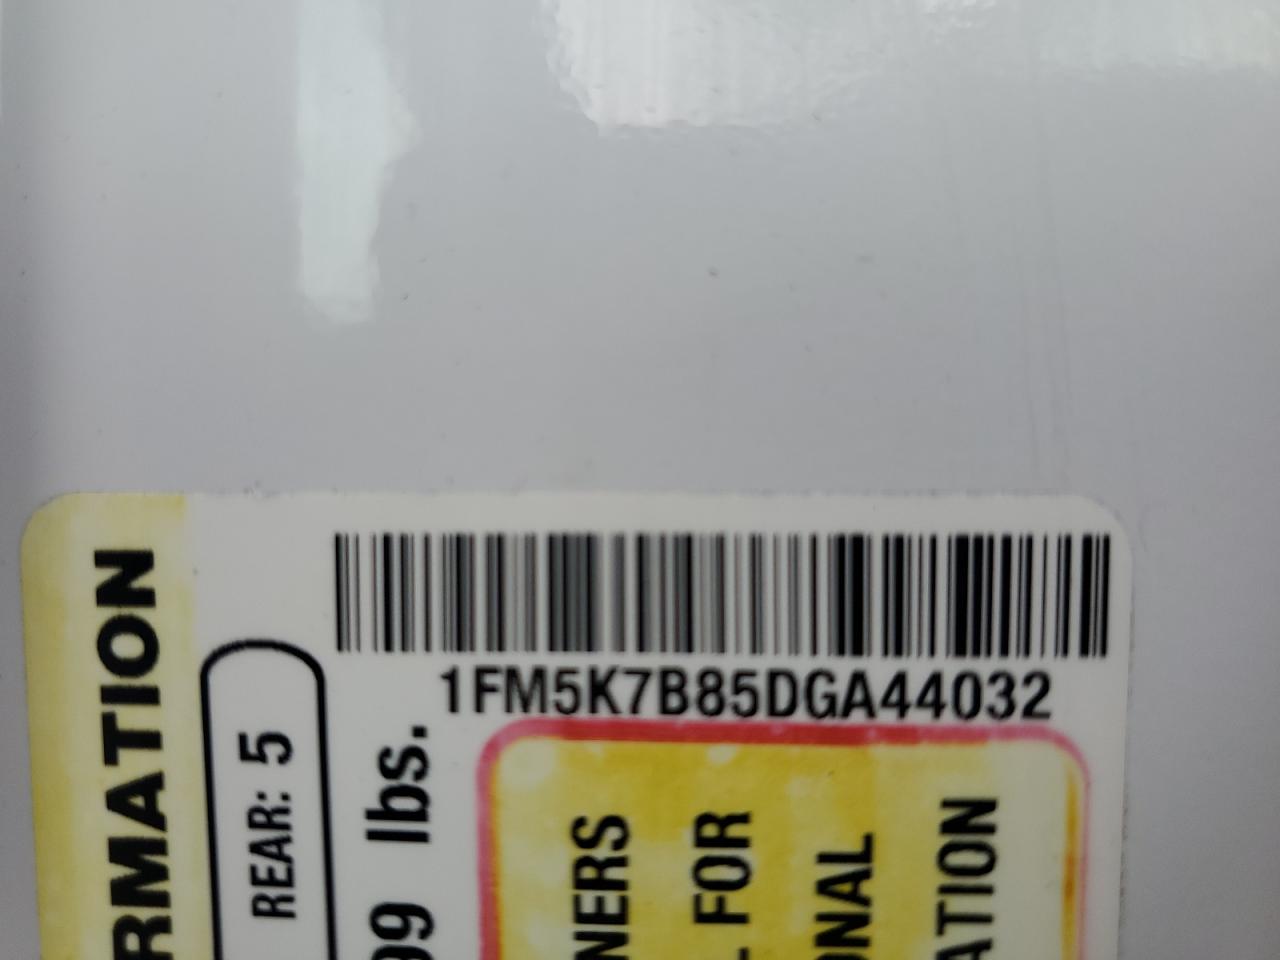 1FM5K7B85DGA44032
RMATION
REAR: 5
99 lbs.
NERS
L FOR
ONAL
ATION